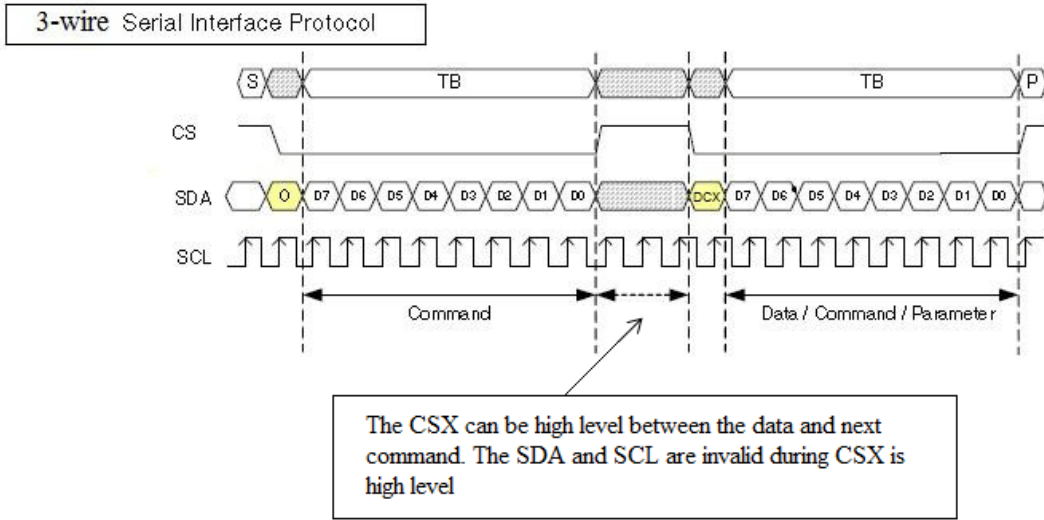 3-wire Serial Interface Protocol
S TB TB P
CS
SDA O D7 D6 D5 D4 D3 D2 D1 D0 DCX D7 D6 D5 D4 D3 D2 D1 D0
SCL
Command Data / Command / Parameter
The CSX can be high level between the data and next
command. The SDA and SCL are invalid during CSX is
high level